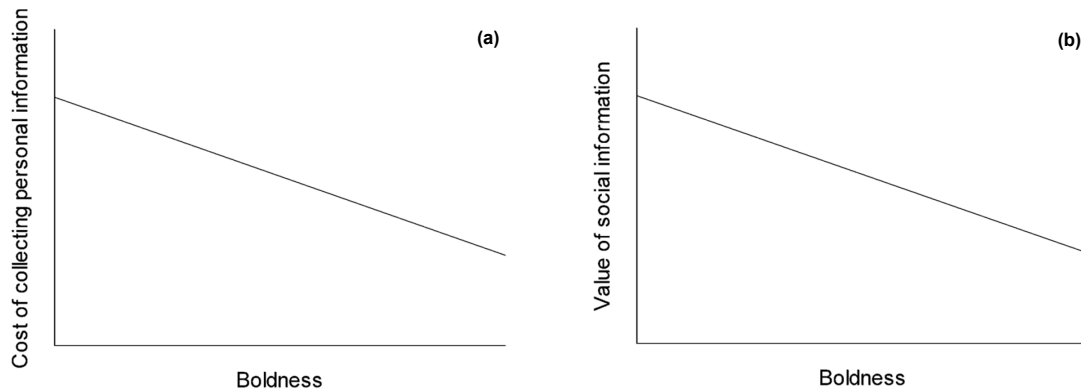 (a)
Cost of collecting personal information
Boldness
(b)
Value of social information
Boldness